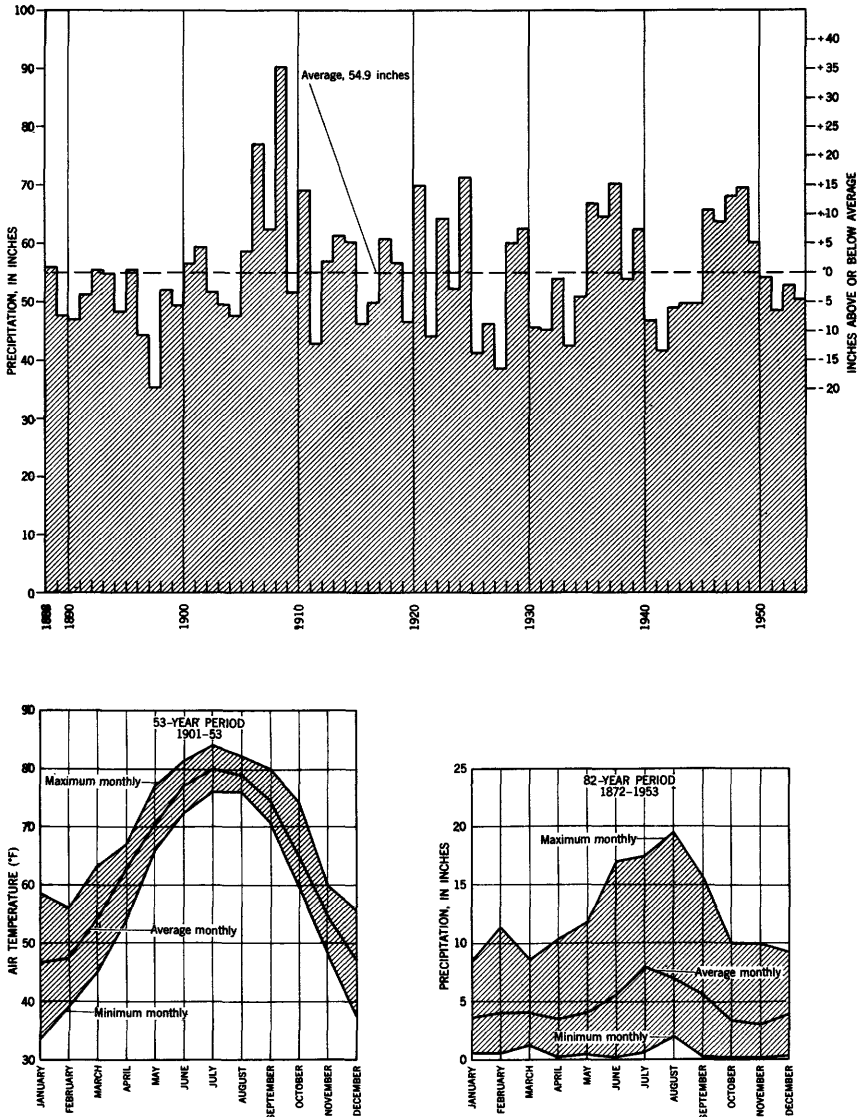 100
90
80
70
60
50
40
30
20
10
0
PRECIPITATION, IN INCHES
Average, 54.9 inches
+40
+35
+30
+25
+20
+15
+10
+5
0
-5
-10
-15
-20
INCHES ABOVE OR BELOW AVERAGE
1890
1900
1910
1920
1930
1940
1950
90
80
70
60
50
40
30
AIR TEMPERATURE (°F)
53-YEAR PERIOD
1901-53
Maximum monthly
Average monthly
Minimum monthly
JANUARY
FEBRUARY
MARCH
APRIL
MAY
JUNE
JULY
AUGUST
SEPTEMBER
OCTOBER
NOVEMBER
DECEMBER
25
20
15
10
5
0
PRECIPITATION, IN INCHES
82-YEAR PERIOD
1872-1953
Maximum monthly
Average monthly
Minimum monthly
JANUARY
FEBRUARY
MARCH
APRIL
MAY
JUNE
JULY
AUGUST
SEPTEMBER
OCTOBER
NOVEMBER
DECEMBER